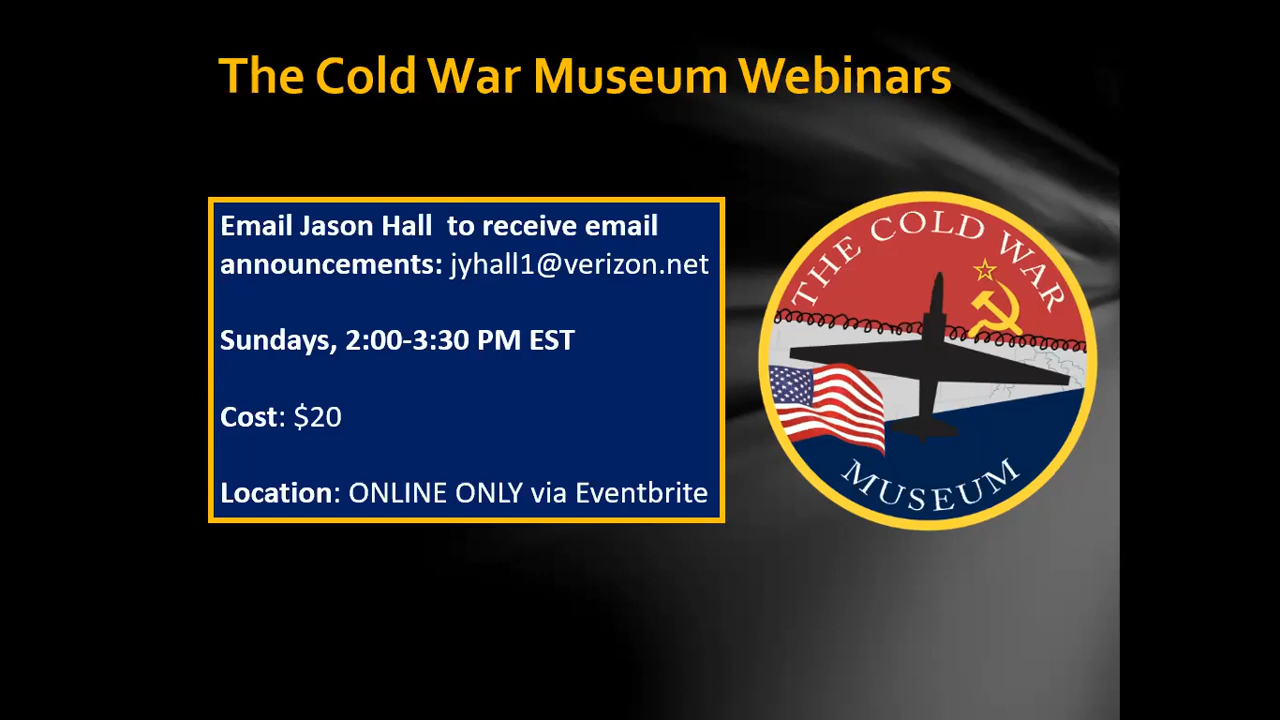 The Cold War Museum Webinars
Email Jason Hall  to receive email
announcements: jyhall1@verizon.net
Sundays, 2:00-3:30 PM EST
Cost: $20
Location: ONLINE ONLY via Eventbrite
THE COLD WAR
MUSEUM